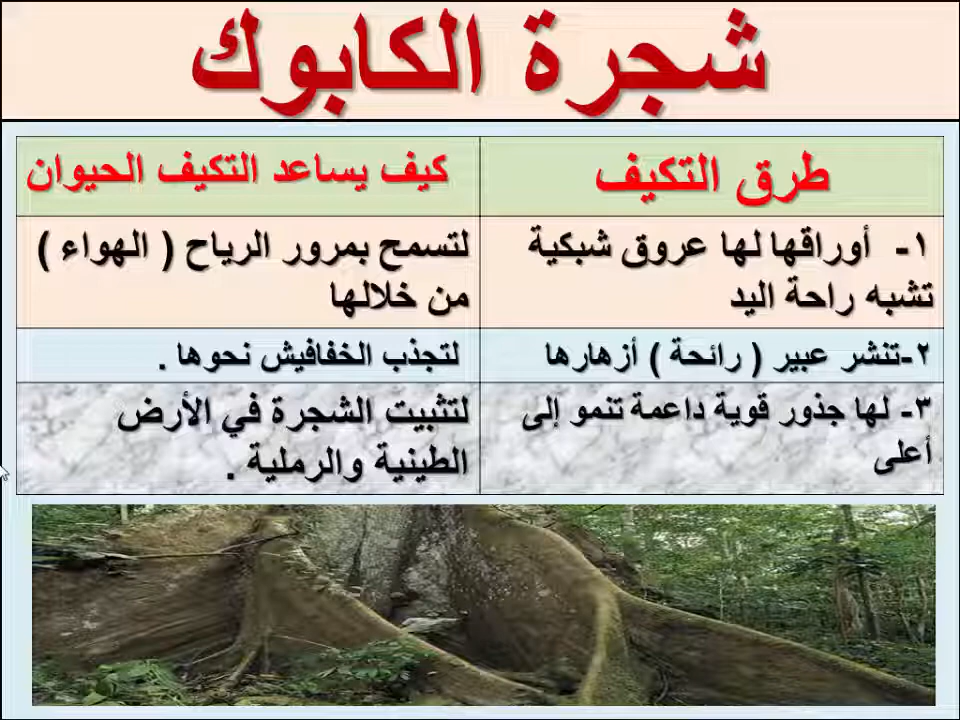 شجرة الكابوك
طرق التكيف
كيف يساعد التكيف الحيوان
١- أوراقها لها عروق شبكية
تشبه راحة اليد
لتسمح بمرور الرياح ( الهواء )
من خلالها
٢-تنشر عبير ( رائحة ) أزهارها
لتجذب الخفافيش نحوها .
٣- لها جذور قوية داعمة تنمو إلى
أعلى
لتثبيت الشجرة في الأرض
الطينية والرملية .